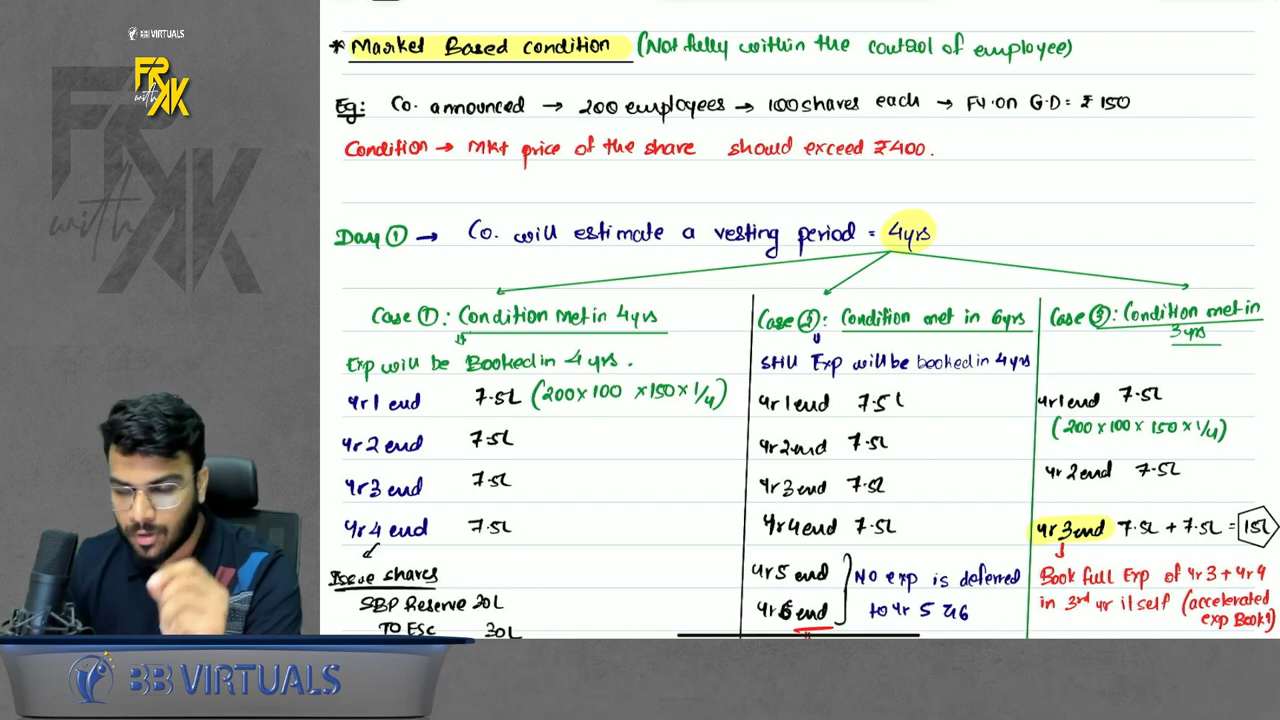 BB VIRTUALS
FR
with AK
* Market Based condition (Not fully within the control of employee)
Eg: Co. announced → 200 employees → 100 shares each → FV on G.D = ₹ 150
Condition → Mkt price of the share should exceed ₹400.
Day ① → Co. will estimate a vesting period = 4yrs
Case ①: Condition Met in 4yrs
Exp will be Booked in 4 yrs.
Yr 1 end 7.5L (200 × 100 × 150 × 1/4)
Yr 2 end 7.5L
Yr 3 end 7.5L
Yr 4 end 7.5L
Issue shares
SBP Reserve 30L
TO ESC 30L
Case ②: Condition met in 6yrs
Still Exp will be booked in 4yrs
Yr 1 end 7.5L
Yr 2 end 7.5L
Yr 3 end 7.5L
Yr 4 end 7.5L
Yr 5 end
Yr 6 end
No exp is deferred
to Yr 5 &6
Case ③: Condition met in
3yrs
Yr 1 end 7.5L
(200 × 100 × 150 × 1/4)
Yr 2 end 7.5L
Yr 3 end 7.5L + 7.5L = 15L
Book full Exp of Yr 3 + Yr 4
in 3rd yr itself (accelerated
exp Book)
BB VIRTUALS